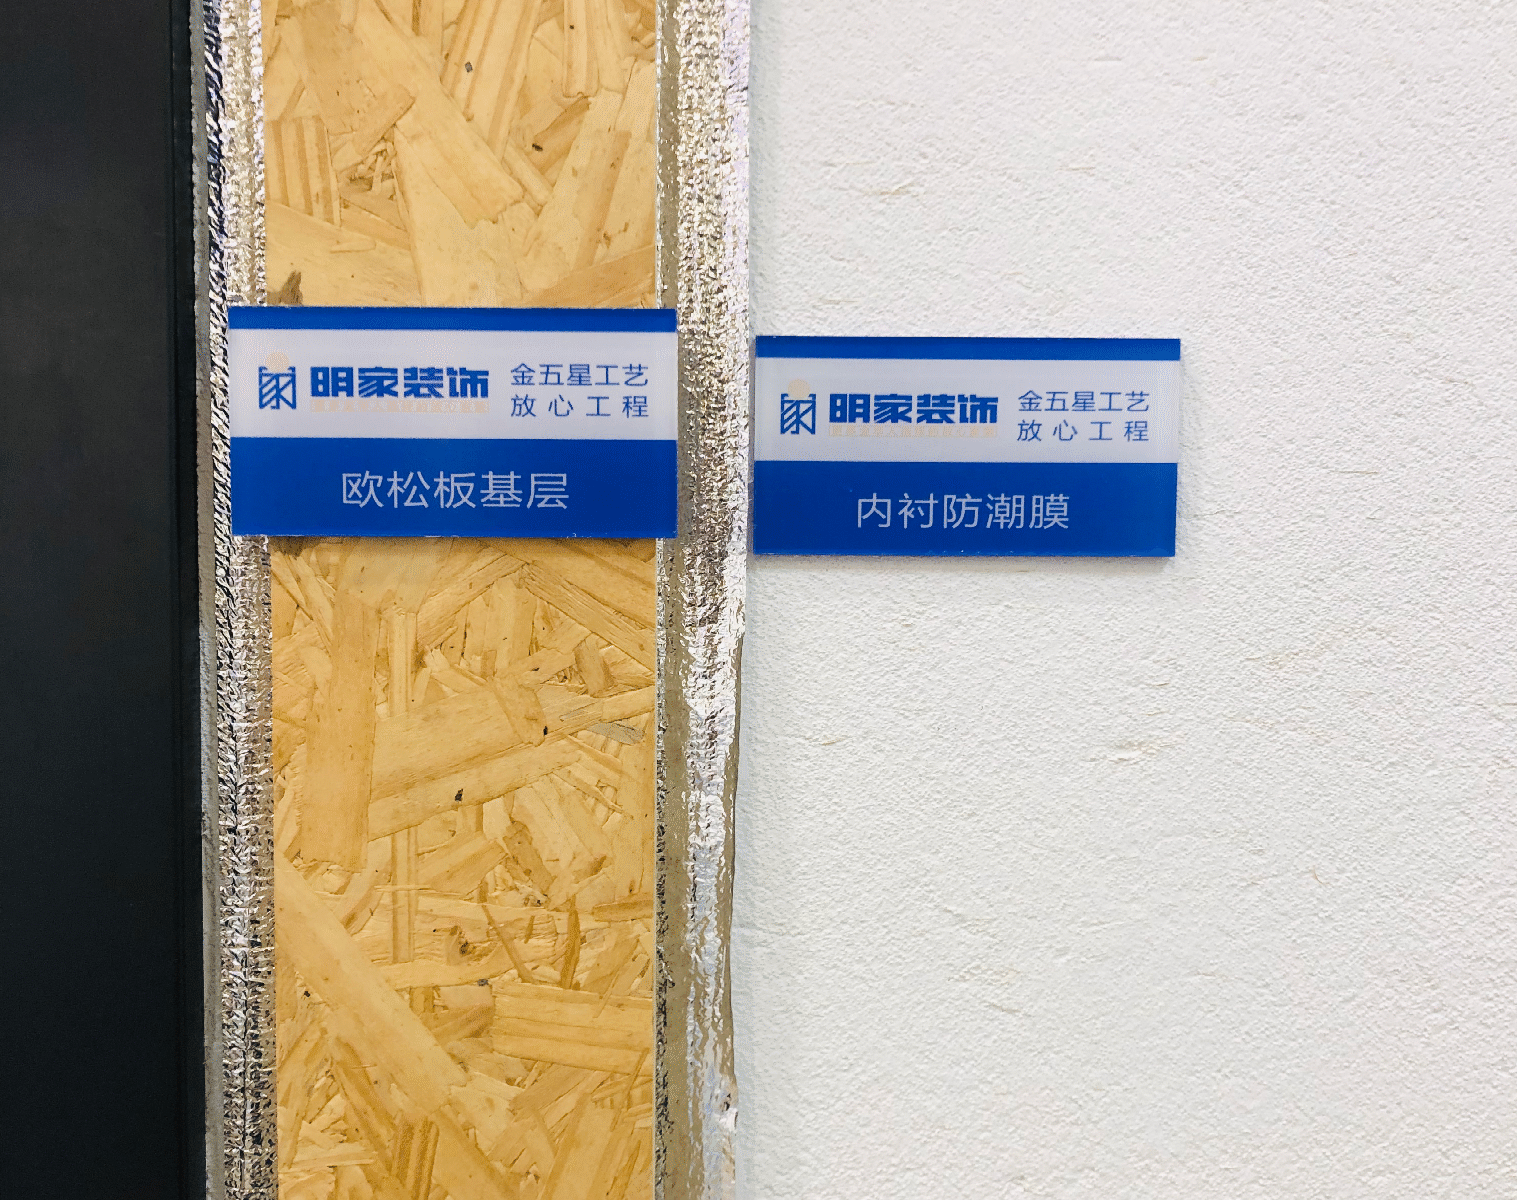 明家装饰
金五星工艺
放心工程
欧松板基层
明家装饰
金五星工艺
放心工程
内衬防潮膜